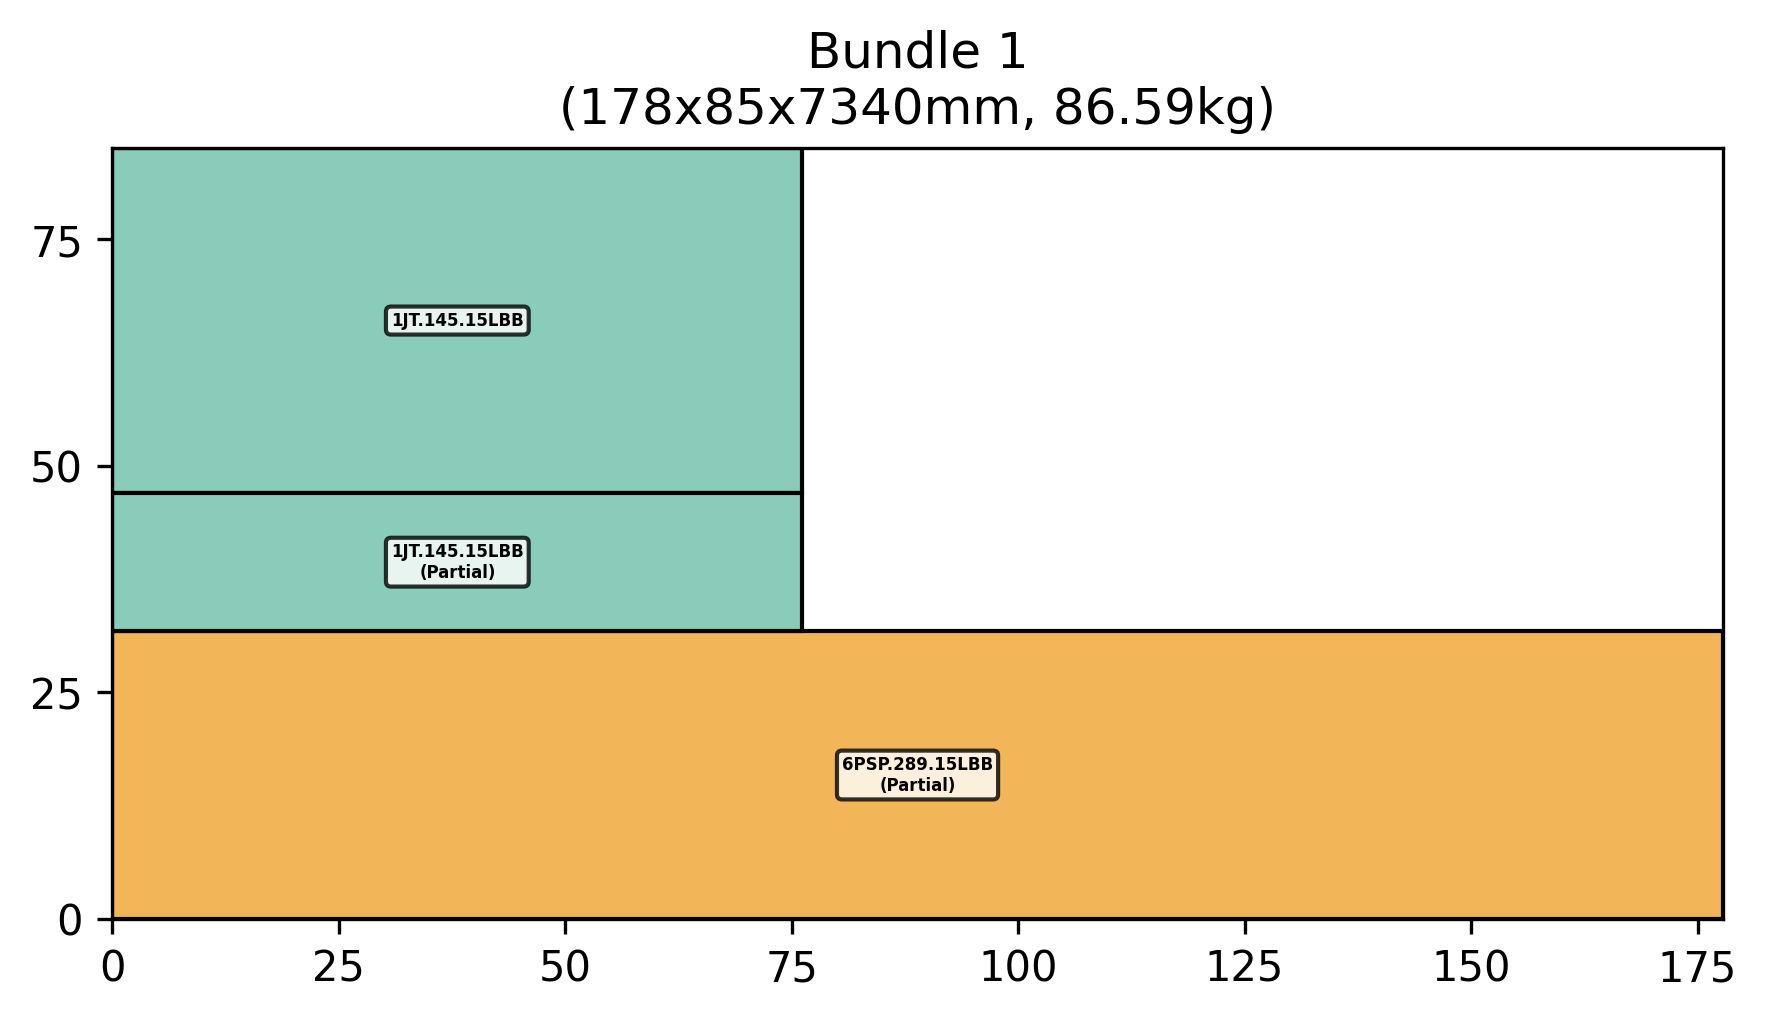 Bundle 1
(178x85x7340mm, 86.59kg)
75
50
25
0
1JT.145.15LBB
1JT.145.15LBB
(Partial)
6PSP.289.15LBB
(Partial)
0 25 50 75 100 125 150 175